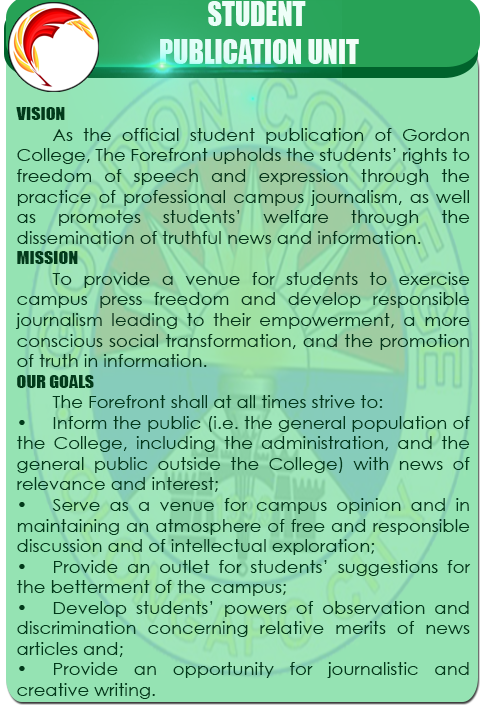 STUDENT
PUBLICATION UNIT
VISION
As the official student publication of Gordon
College, The Forefront upholds the students' rights to
freedom of speech and expression through the
practice of professional campus journalism, as well
as promotes students' welfare through the
dissemination of truthful news and information.
MISSION
To provide a venue for students to exercise
campus press freedom and develop responsible
journalism leading to their empowerment, a more
conscious social transformation, and the promotion
of truth in information.
OUR GOALS
The Forefront shall at all times strive to:
• Inform the public (i.e. the general population of
the College, including the administration, and the
general public outside the College) with news of
relevance and interest;
• Serve as a venue for campus opinion and in
maintaining an atmosphere of free and responsible
discussion and of intellectual exploration;
• Provide an outlet for students' suggestions for
the betterment of the campus;
• Develop students' powers of observation and
discrimination concerning relative merits of news
articles and;
• Provide an opportunity for journalistic and
creative writing.
GORDON COLLEGE
OLONGAPO CITY